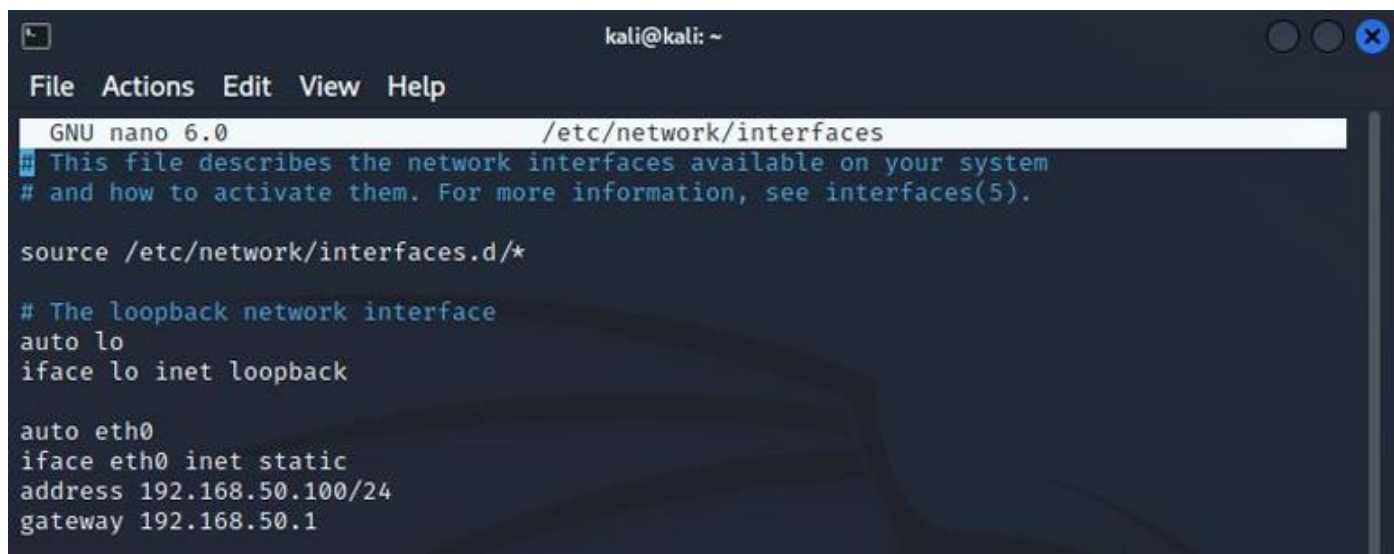 kali@kali: ~
File Actions Edit View Help
GNU nano 6.0 /etc/network/interfaces
# This file describes the network interfaces available on your system
# and how to activate them. For more information, see interfaces(5).
source /etc/network/interfaces.d/*
# The loopback network interface
auto lo
iface lo inet loopback
auto eth0
iface eth0 inet static
address 192.168.50.100/24
gateway 192.168.50.1